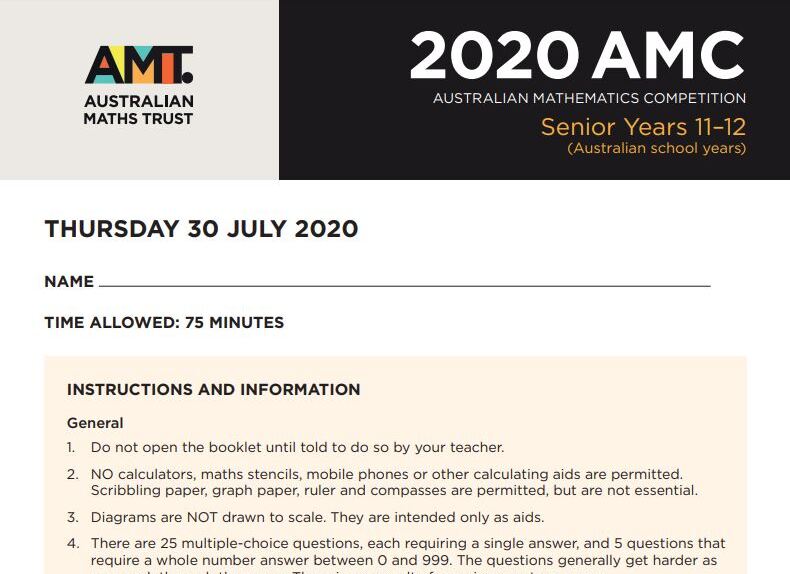 AMT.
AUSTRALIAN
MATHS TRUST
2020 AMC
AUSTRALIAN MATHEMATICS COMPETITION
Senior Years 11–12
(Australian school years)
THURSDAY 30 JULY 2020
NAME
TIME ALLOWED: 75 MINUTES
INSTRUCTIONS AND INFORMATION
General
1. Do not open the booklet until told to do so by your teacher.
2. NO calculators, maths stencils, mobile phones or other calculating aids are permitted.
Scribbling paper, graph paper, ruler and compasses are permitted, but are not essential.
3. Diagrams are NOT drawn to scale. They are intended only as aids.
4. There are 25 multiple-choice questions, each requiring a single answer, and 5 questions that
require a whole number answer between 0 and 999. The questions generally get harder as